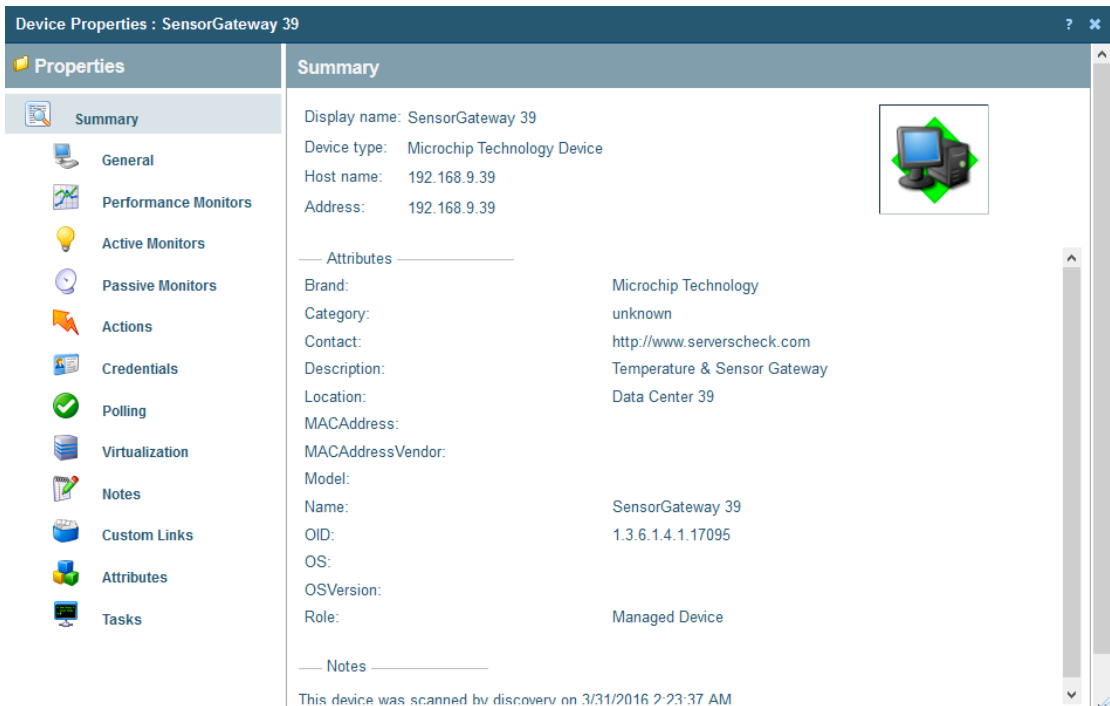 Device Properties : SensorGateway 39
?
Properties
Summary
Summary
General
Performance Monitors
Active Monitors
Passive Monitors
Actions
Credentials
Polling
Virtualization
Notes
Custom Links
Attributes
Tasks
Display name: SensorGateway 39
Device type: Microchip Technology Device
Host name: 192.168.9.39
Address: 192.168.9.39
Attributes
Brand: Microchip Technology
Category: unknown
Contact: http://www.serverscheck.com
Description: Temperature & Sensor Gateway
Location: Data Center 39
MACAddress:
MACAddressVendor:
Model:
Name: SensorGateway 39
OID: 1.3.6.1.4.1.17095
OS:
OSVersion:
Role: Managed Device
Notes
This device was scanned by discovery on 3/31/2016 2:23:37 AM